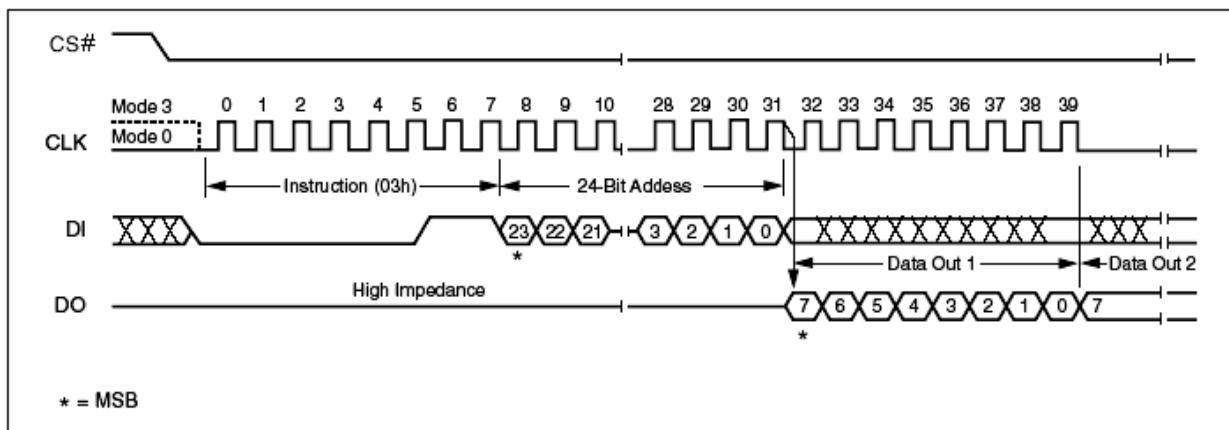 CS#
Mode 3
0 1 2 3 4 5 6 7 8 9 10 28 29 30 31 32 33 34 35 36 37 38 39
CLK
Mode 0
Instruction (03h)
24-Bit Addess
DI
23 22 21 3 2 1 0
*
Data Out 1
Data Out 2
High Impedance
DO
7 6 5 4 3 2 1 0 7
*
* = MSB